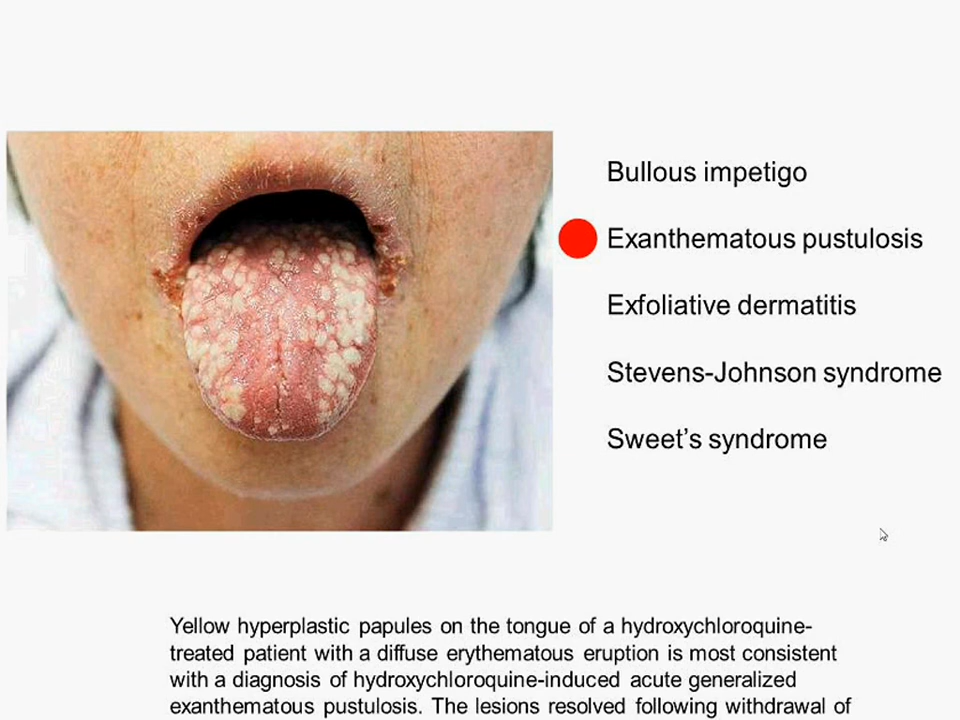 Bullous impetigo
Exanthematous pustulosis
Exfoliative dermatitis
Stevens-Johnson syndrome
Sweet's syndrome
Yellow hyperplastic papules on the tongue of a hydroxychloroquine-
treated patient with a diffuse erythematous eruption is most consistent
with a diagnosis of hydroxychloroquine-induced acute generalized
exanthematous pustulosis. The lesions resolved following withdrawal of